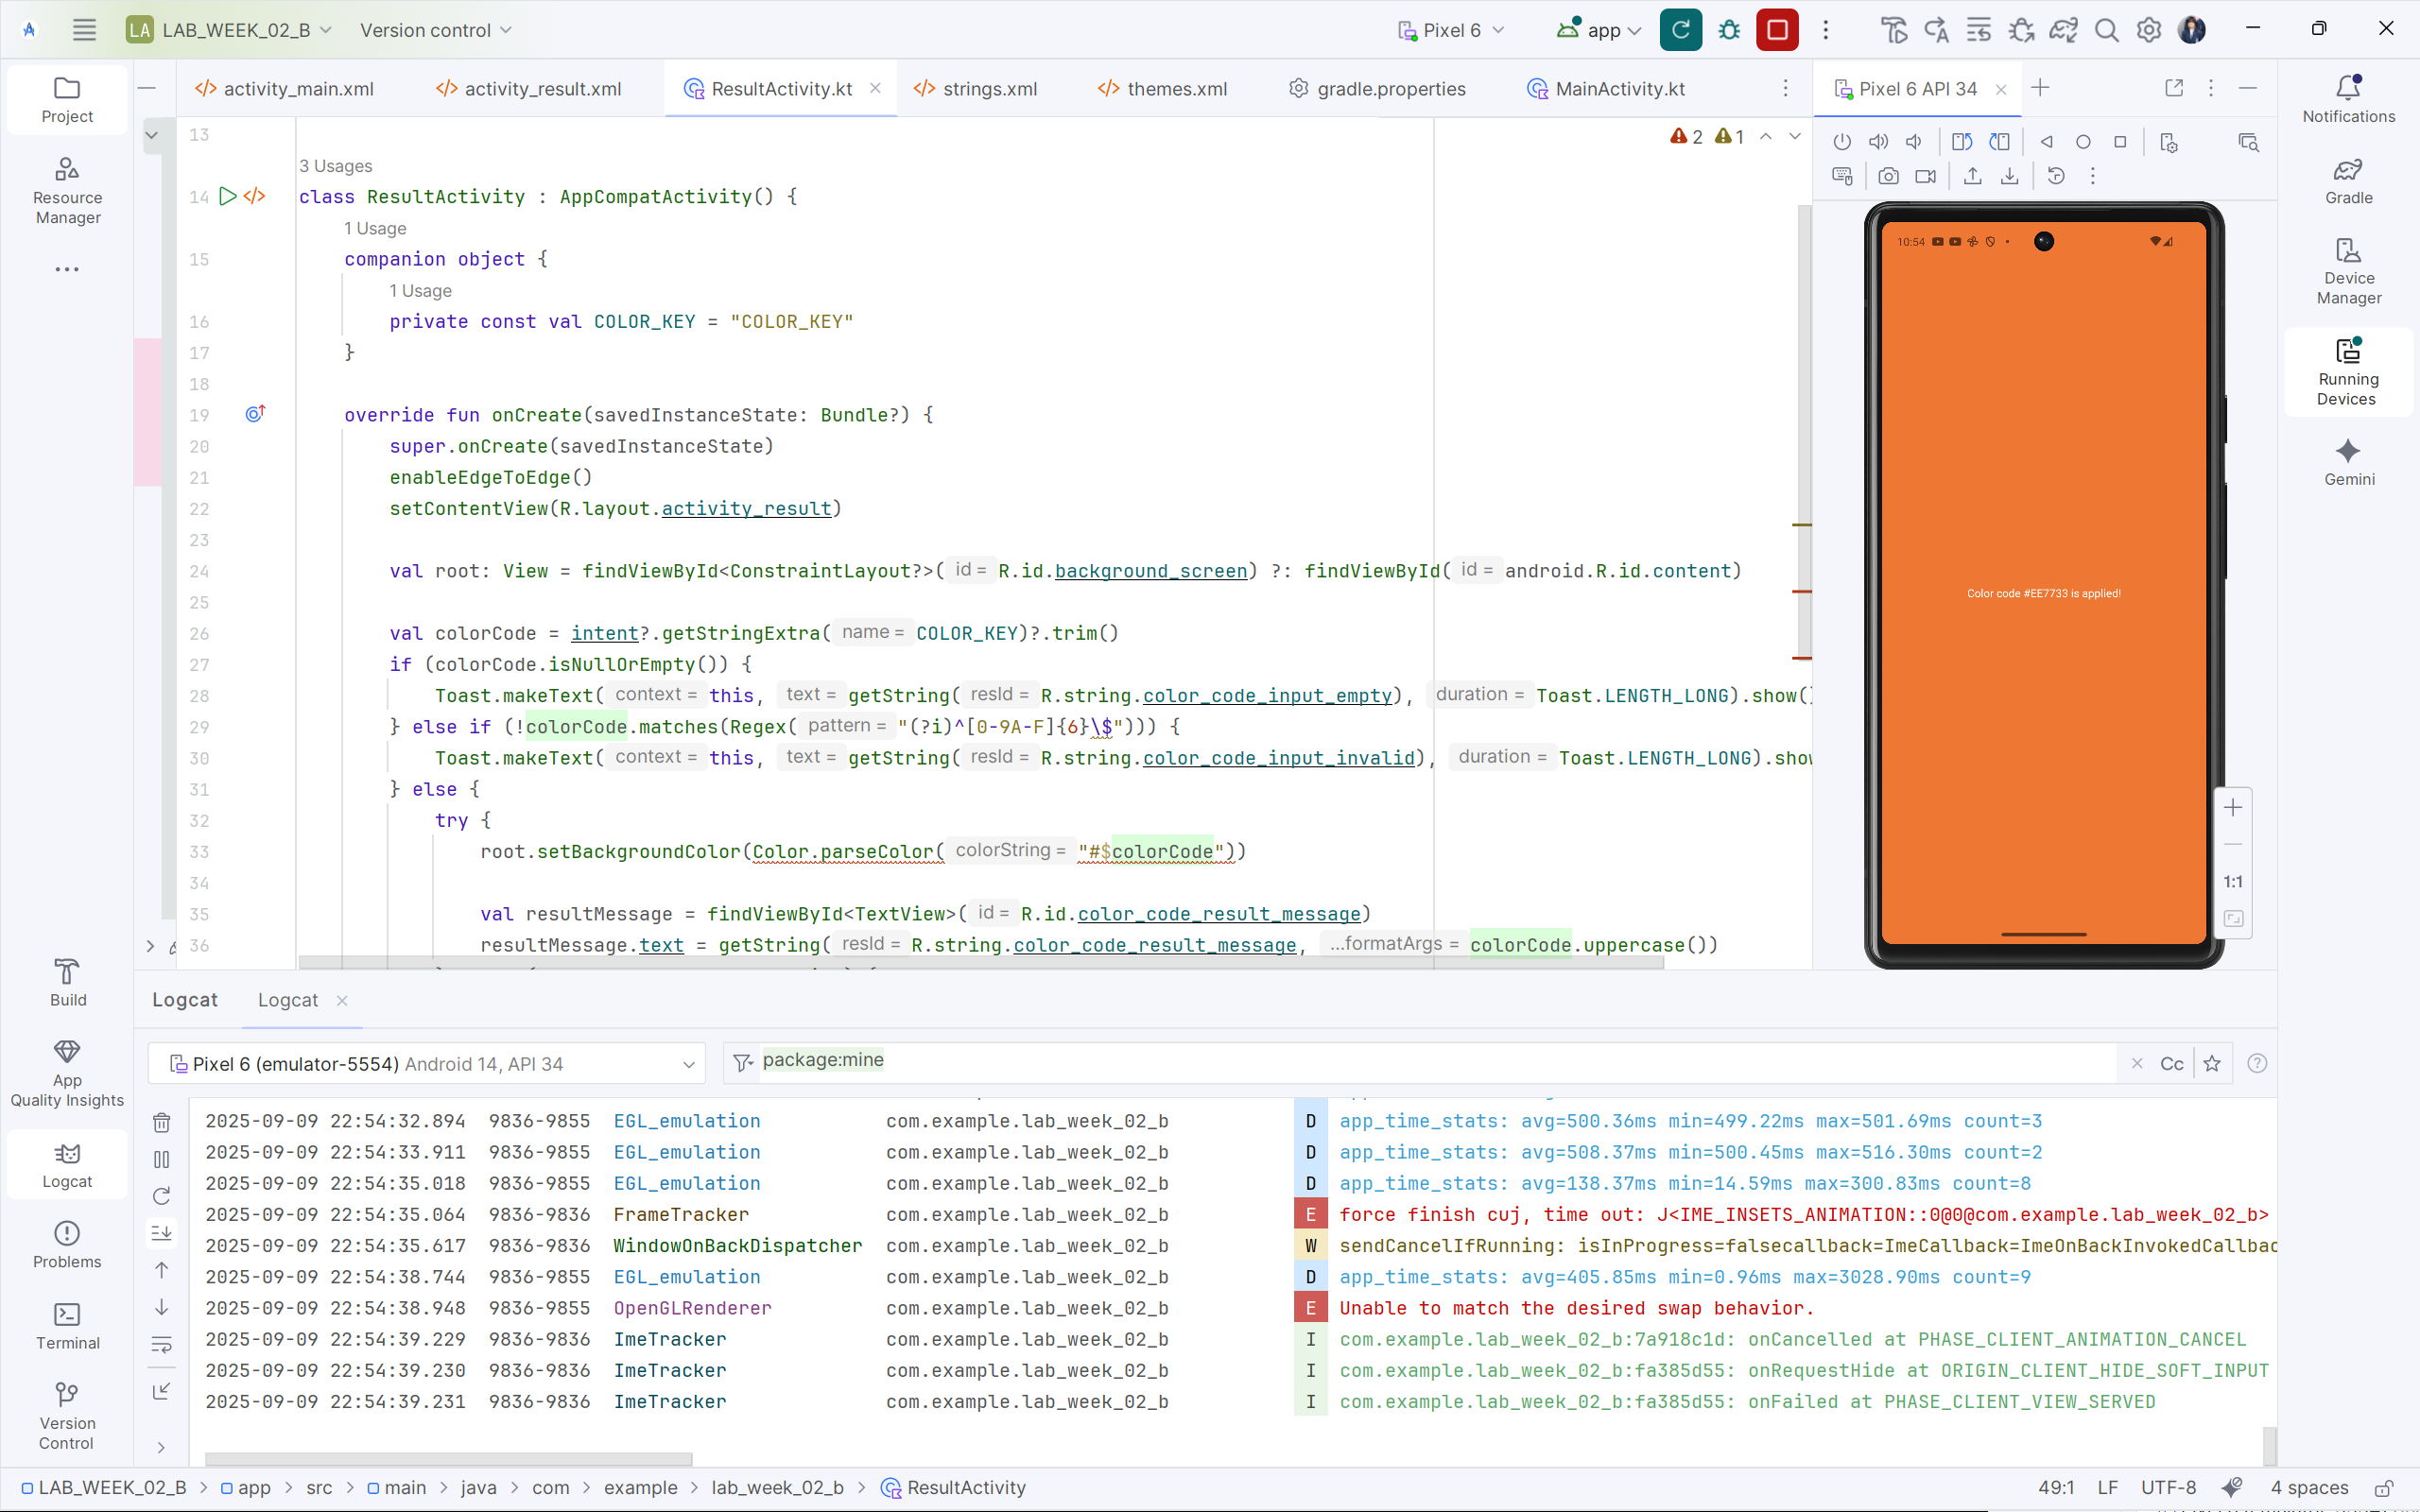 LA LAB_WEEK_02_B Version control Pixel 6 app
Project
Resource
Manager
Build
App
Quality Insights
Logcat
Problems
Terminal
Version
Control
activity_main.xml activity_result.xml ResultActivity.kt strings.xml themes.xml gradle.properties MainActivity.kt
2 1
13
3 Usages
14 class ResultActivity : AppCompatActivity() {
1 Usage
15 companion object {
1 Usage
16 private const val COLOR_KEY = "COLOR_KEY"
17 }
18
19 override fun onCreate(savedInstanceState: Bundle?) {
20 super.onCreate(savedInstanceState)
21 enableEdgeToEdge()
22 setContentView(R.layout.activity_result)
23
24 val root: View = findViewById<ConstraintLayout?>( id = R.id.background_screen) ?: findViewById( id = android.R.id.content)
25
26 val colorCode = intent?.getStringExtra( name = COLOR_KEY)?.trim()
27 if (colorCode.isNullOrEmpty()) {
28 Toast.makeText( context = this, text = getString( resId = R.string.color_code_input_empty), duration = Toast.LENGTH_LONG).show()
29 } else if (!colorCode.matches(Regex( pattern = "(?i)^[0-9A-F]{6}\$"))) {
30 Toast.makeText( context = this, text = getString( resId = R.string.color_code_input_invalid), duration = Toast.LENGTH_LONG).show
31 } else {
32 try {
33 root.setBackgroundColor(Color.parseColor( colorString = "#$colorCode"))
34
35 val resultMessage = findViewById<TextView>( id = R.id.color_code_result_message)
36 resultMessage.text = getString( resId = R.string.color_code_result_message, ...formatArgs = colorCode.uppercase())
Pixel 6 API 34
10:54
Color code #EE7733 is applied!
1:1
Notifications
Gradle
Device
Manager
Running
Devices
Gemini
Logcat Logcat
Pixel 6 (emulator-5554) Android 14, API 34 package:mine Cc
2025-09-09 22:54:32.894 9836-9855 EGL_emulation com.example.lab_week_02_b D app_time_stats: avg=500.36ms min=499.22ms max=501.69ms count=3
2025-09-09 22:54:33.911 9836-9855 EGL_emulation com.example.lab_week_02_b D app_time_stats: avg=508.37ms min=500.45ms max=516.30ms count=2
2025-09-09 22:54:35.018 9836-9855 EGL_emulation com.example.lab_week_02_b D app_time_stats: avg=138.37ms min=14.59ms max=300.83ms count=8
2025-09-09 22:54:35.064 9836-9836 FrameTracker com.example.lab_week_02_b E force finish cuj, time out: J<IME_INSETS_ANIMATION::0@0@com.example.lab_week_02_b>
2025-09-09 22:54:35.617 9836-9836 WindowOnBackDispatcher com.example.lab_week_02_b W sendCancelIfRunning: isInProgress=falsecallback=ImeCallback=ImeOnBackInvokedCallbac
2025-09-09 22:54:38.744 9836-9855 EGL_emulation com.example.lab_week_02_b D app_time_stats: avg=405.85ms min=0.96ms max=3028.90ms count=9
2025-09-09 22:54:38.948 9836-9855 OpenGLRenderer com.example.lab_week_02_b E Unable to match the desired swap behavior.
2025-09-09 22:54:39.229 9836-9836 ImeTracker com.example.lab_week_02_b I com.example.lab_week_02_b:7a918c1d: onCancelled at PHASE_CLIENT_ANIMATION_CANCEL
2025-09-09 22:54:39.230 9836-9836 ImeTracker com.example.lab_week_02_b I com.example.lab_week_02_b:fa385d55: onRequestHide at ORIGIN_CLIENT_HIDE_SOFT_INPUT
2025-09-09 22:54:39.231 9836-9836 ImeTracker com.example.lab_week_02_b I com.example.lab_week_02_b:fa385d55: onFailed at PHASE_CLIENT_VIEW_SERVED
LAB_WEEK_02_B > app > src > main > java > com > example > lab_week_02_b > ResultActivity 49:1 LF UTF-8 4 spaces